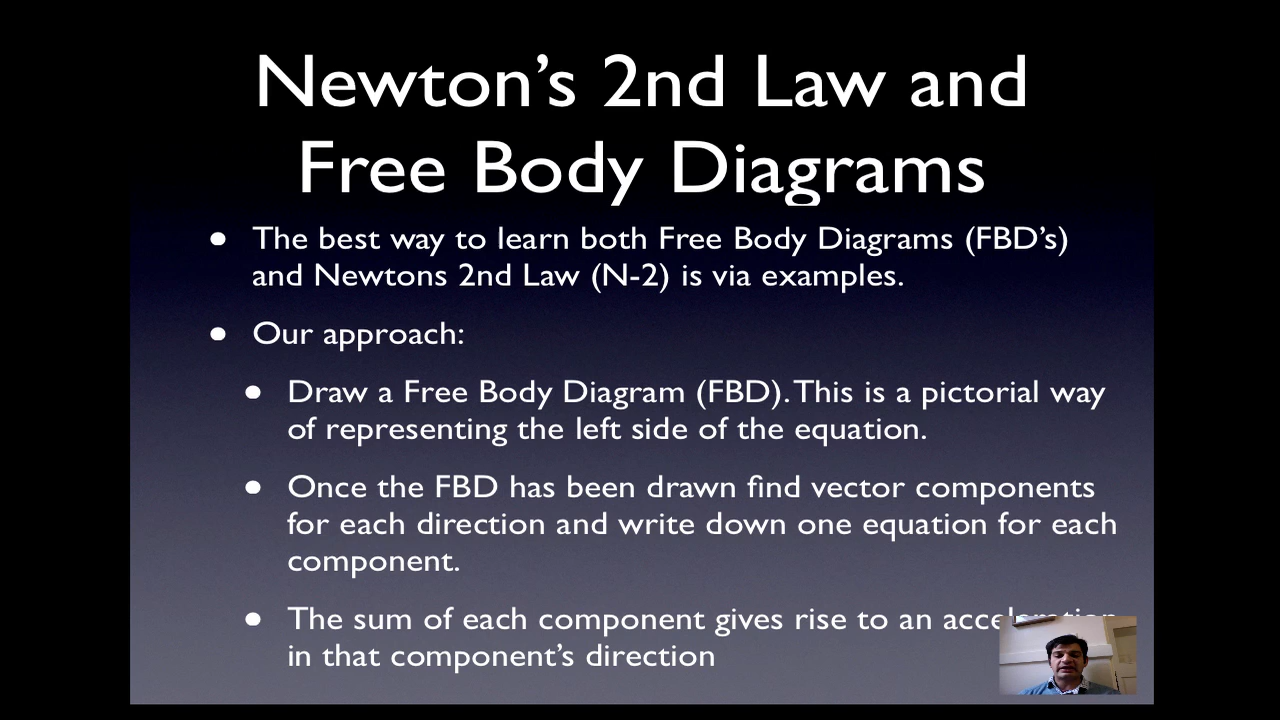 Newton’s 2nd Law and
Free Body Diagrams
• The best way to learn both Free Body Diagrams (FBD’s)
and Newtons 2nd Law (N-2) is via examples.
• Our approach:
• Draw a Free Body Diagram (FBD). This is a pictorial way
of representing the left side of the equation.
• Once the FBD has been drawn find vector components
for each direction and write down one equation for each
component.
• The sum of each component gives rise to an acceleration
in that component’s direction